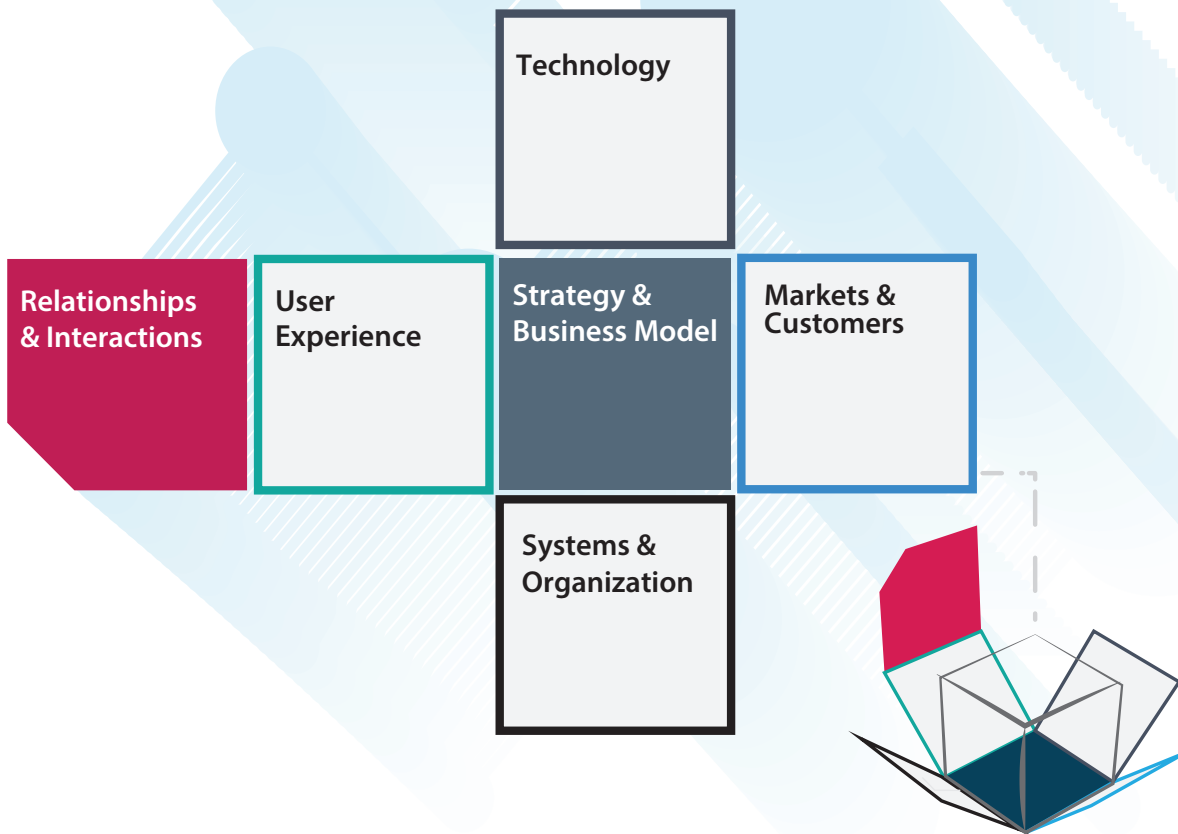 Technology
Relationships
& Interactions
User
Experience
Strategy &
Business Model
Markets &
Customers
Systems &
Organization